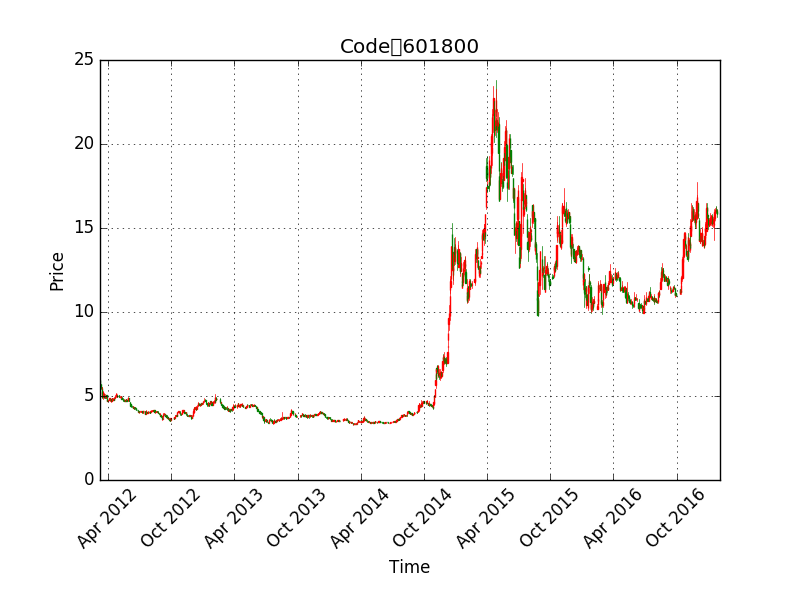 Code▯601800
25
20
15
10
5
0
Price
Apr 2012
Oct 2012
Apr 2013
Oct 2013
Apr 2014
Oct 2014
Apr 2015
Oct 2015
Apr 2016
Oct 2016
Time